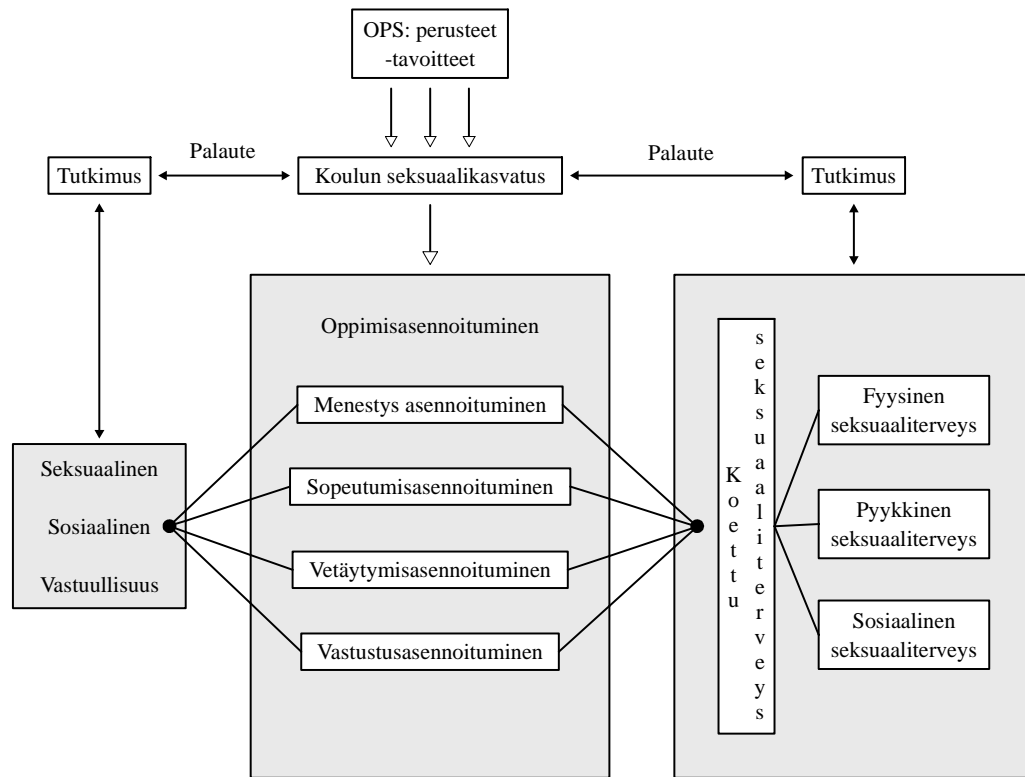 OPS: perusteet
-tavoitteet
Palaute
Palaute
Tutkimus
Koulun seksuaalikasvatus
Tutkimus
Oppimisasennoituminen
Menestys asennoituminen
Sopeutumisasennoituminen
Vetäytymisasennoituminen
Vastustusasennoituminen
Seksuaalinen
Sosiaalinen
Vastuullisuus
Koettu
seksuaaliterveys
Fyysinen
seksuaaliterveys
Pyykkinen
seksuaaliterveys
Sosiaalinen
seksuaaliterveys